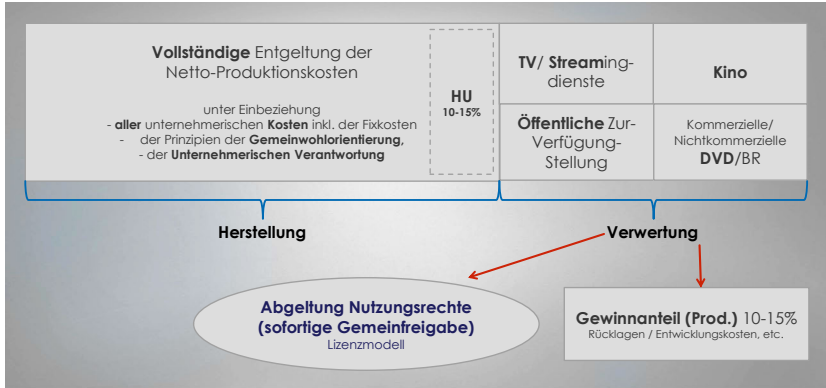 Vollständige Entgeltung der
Netto-Produktionskosten
unter Einbeziehung
- aller unternehmerischen Kosten inkl. der Fixkosten
- der Prinzipien der Gemeinwohlorientierung,
- der Unternehmerischen Verantwortung
HU
10-15%
TV/ Streaming-
dienste
Kino
Öffentliche Zur-
Verfügung-
Stellung
Kommerzielle/
Nichtkommerzielle
DVD/BR
Herstellung
Verwertung
Abgeltung Nutzungsrechte
(sofortige Gemeinfreigabe)
Lizenzmodell
Gewinnanteil (Prod.) 10-15%
Rücklagen / Entwicklungskosten, etc.